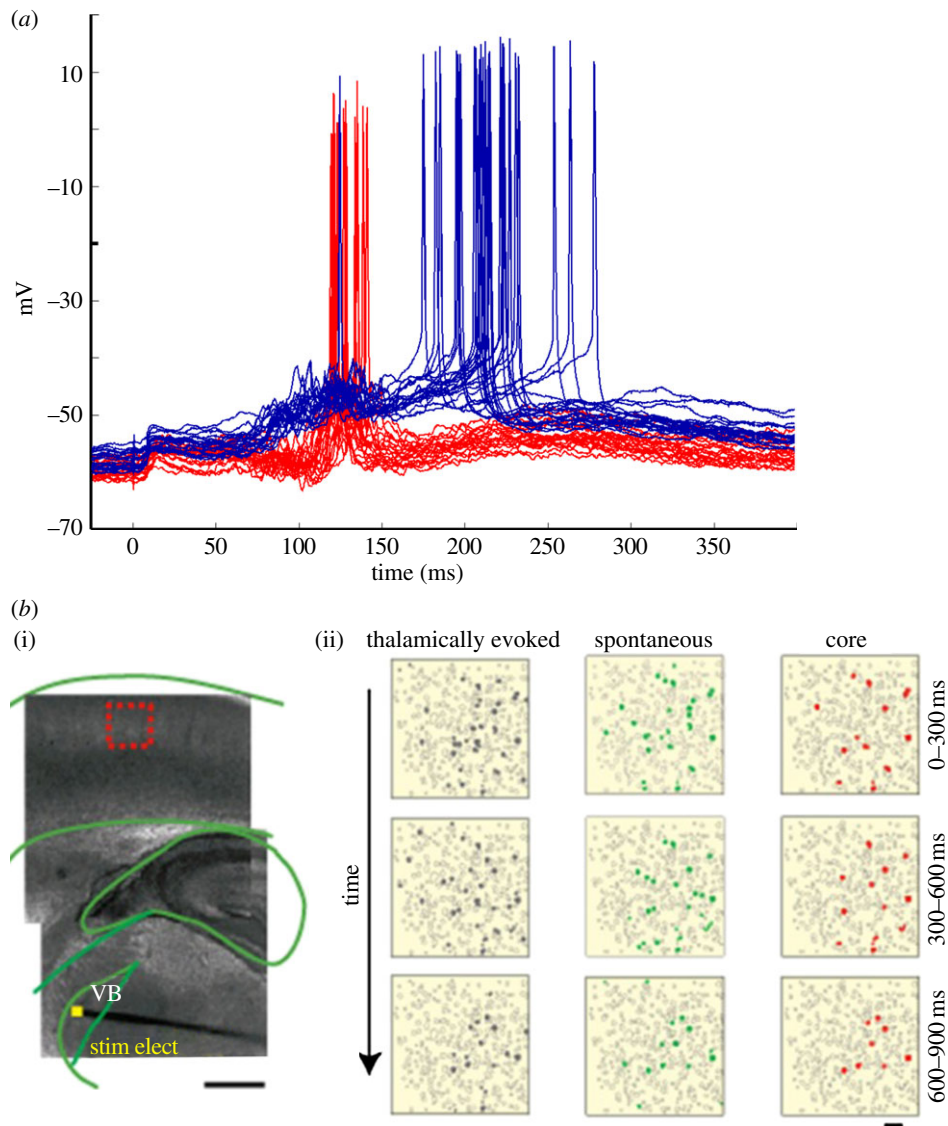 (a)
10
–10
–30
–50
–70
mV
0
50
100
150
200
250
300
350
time (ms)
(b)
(i)
(ii)
thalamically evoked
spontaneous
core
time
0–300 ms
300–600 ms
600–900 ms
VB
stim elect